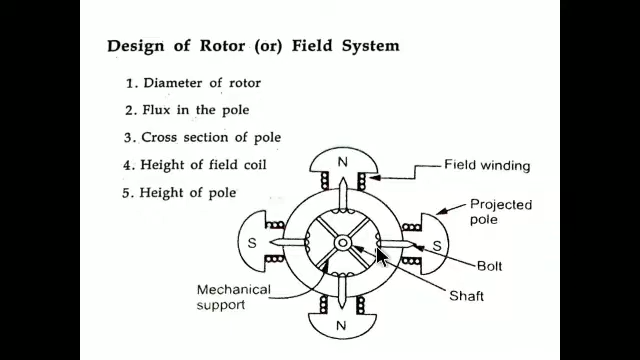 Design of Rotor (or) Field System
1. Diameter of rotor
2. Flux in the pole
3. Cross section of pole
4. Height of field coil
5. Height of pole
N
Field winding
Projected
pole
S
S
Bolt
Mechanical
support
Shaft
N